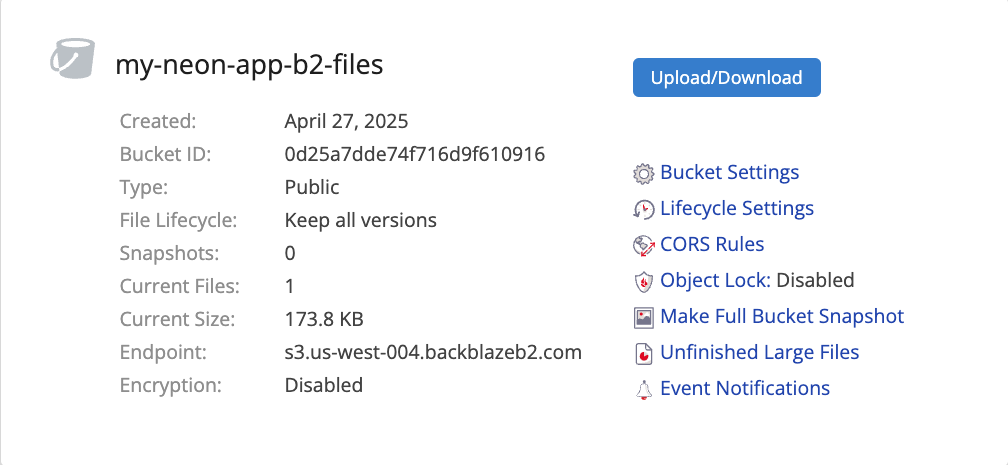 my-neon-app-b2-files
Upload/Download
Created: April 27, 2025
Bucket ID: 0d25a7dde74f716d9f610916
Type: Public
File Lifecycle: Keep all versions
Snapshots: 0
Current Files: 1
Current Size: 173.8 KB
Endpoint: s3.us-west-004.backblazeb2.com
Encryption: Disabled
Bucket Settings
Lifecycle Settings
CORS Rules
Object Lock: Disabled
Make Full Bucket Snapshot
Unfinished Large Files
Event Notifications